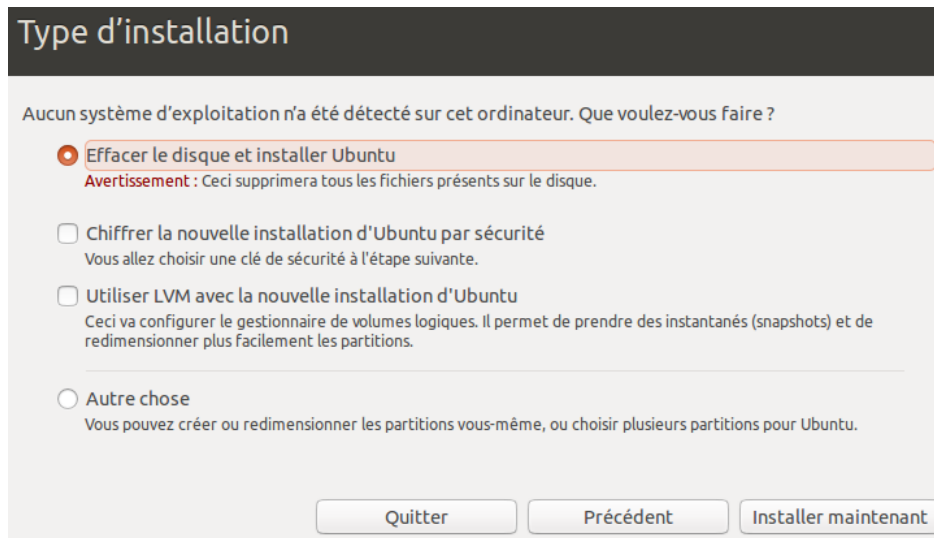 Type d’installation
Aucun système d’exploitation n’a été détecté sur cet ordinateur. Que voulez-vous faire ?
Effacer le disque et installer Ubuntu
Avertissement : Ceci supprimera tous les fichiers présents sur le disque.
Chiffrer la nouvelle installation d'Ubuntu par sécurité
Vous allez choisir une clé de sécurité à l'étape suivante.
Utiliser LVM avec la nouvelle installation d'Ubuntu
Ceci va configurer le gestionnaire de volumes logiques. Il permet de prendre des instantanés (snapshots) et de
redimensionner plus facilement les partitions.
Autre chose
Vous pouvez créer ou redimensionner les partitions vous-même, ou choisir plusieurs partitions pour Ubuntu.
Quitter Précédent Installer maintenant